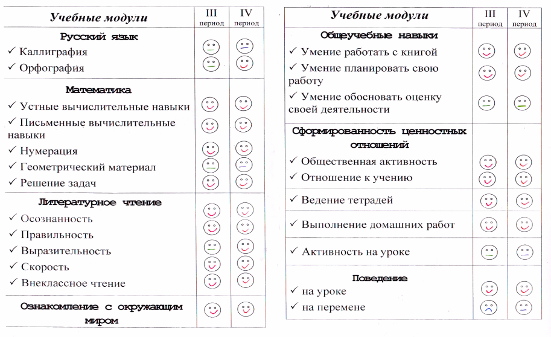 Учебные модули
III
период
IV
период
Русский язык
✓ Каллиграфия
✓ Орфография
Математика
✓ Устные вычислительные навыки
✓ Письменные вычислительные
навыки
✓ Нумерация
✓ Геометрический материал
✓ Решение задач
Литературное чтение
✓ Осознанность
✓ Правильность
✓ Выразительность
✓ Скорость
✓ Внеклассное чтение
Ознакомление с окружающим
миром
Учебные модули
III
период
IV
период
Общеучебные навыки
✓ Умение работать с книгой
✓ Умение планировать свою
работу
✓ Умение обосновать оценку
своей деятельности
Сформированность ценностных
отношений
✓ Общественная активность
✓ Отношение к учению
✓ Ведение тетрадей
✓ Выполнение домашних работ
✓ Активность на уроке
Поведение
✓ на уроке
✓ на перемене